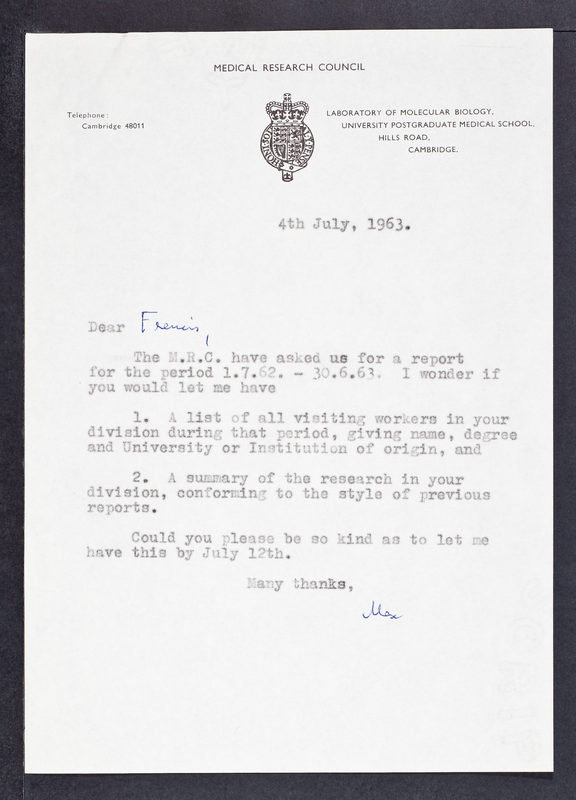 MEDICAL RESEARCH COUNCIL
Telephone:
Cambridge 48011
LABORATORY OF MOLECULAR BIOLOGY,
UNIVERSITY POSTGRADUATE MEDICAL SCHOOL,
HILLS ROAD,
CAMBRIDGE.
4th July, 1963.
Dear Francis,
The M.R.C. have asked us for a report
for the period 1.7.62. - 30.6.63. I wonder if
you would let me have
1. A list of all visiting workers in your
division during that period, giving name, degree
and University or Institution of origin, and
2. A summary of the research in your
division, conforming to the style of previous
reports.
Could you please be so kind as to let me
have this by July 12th.
Many thanks,
Max